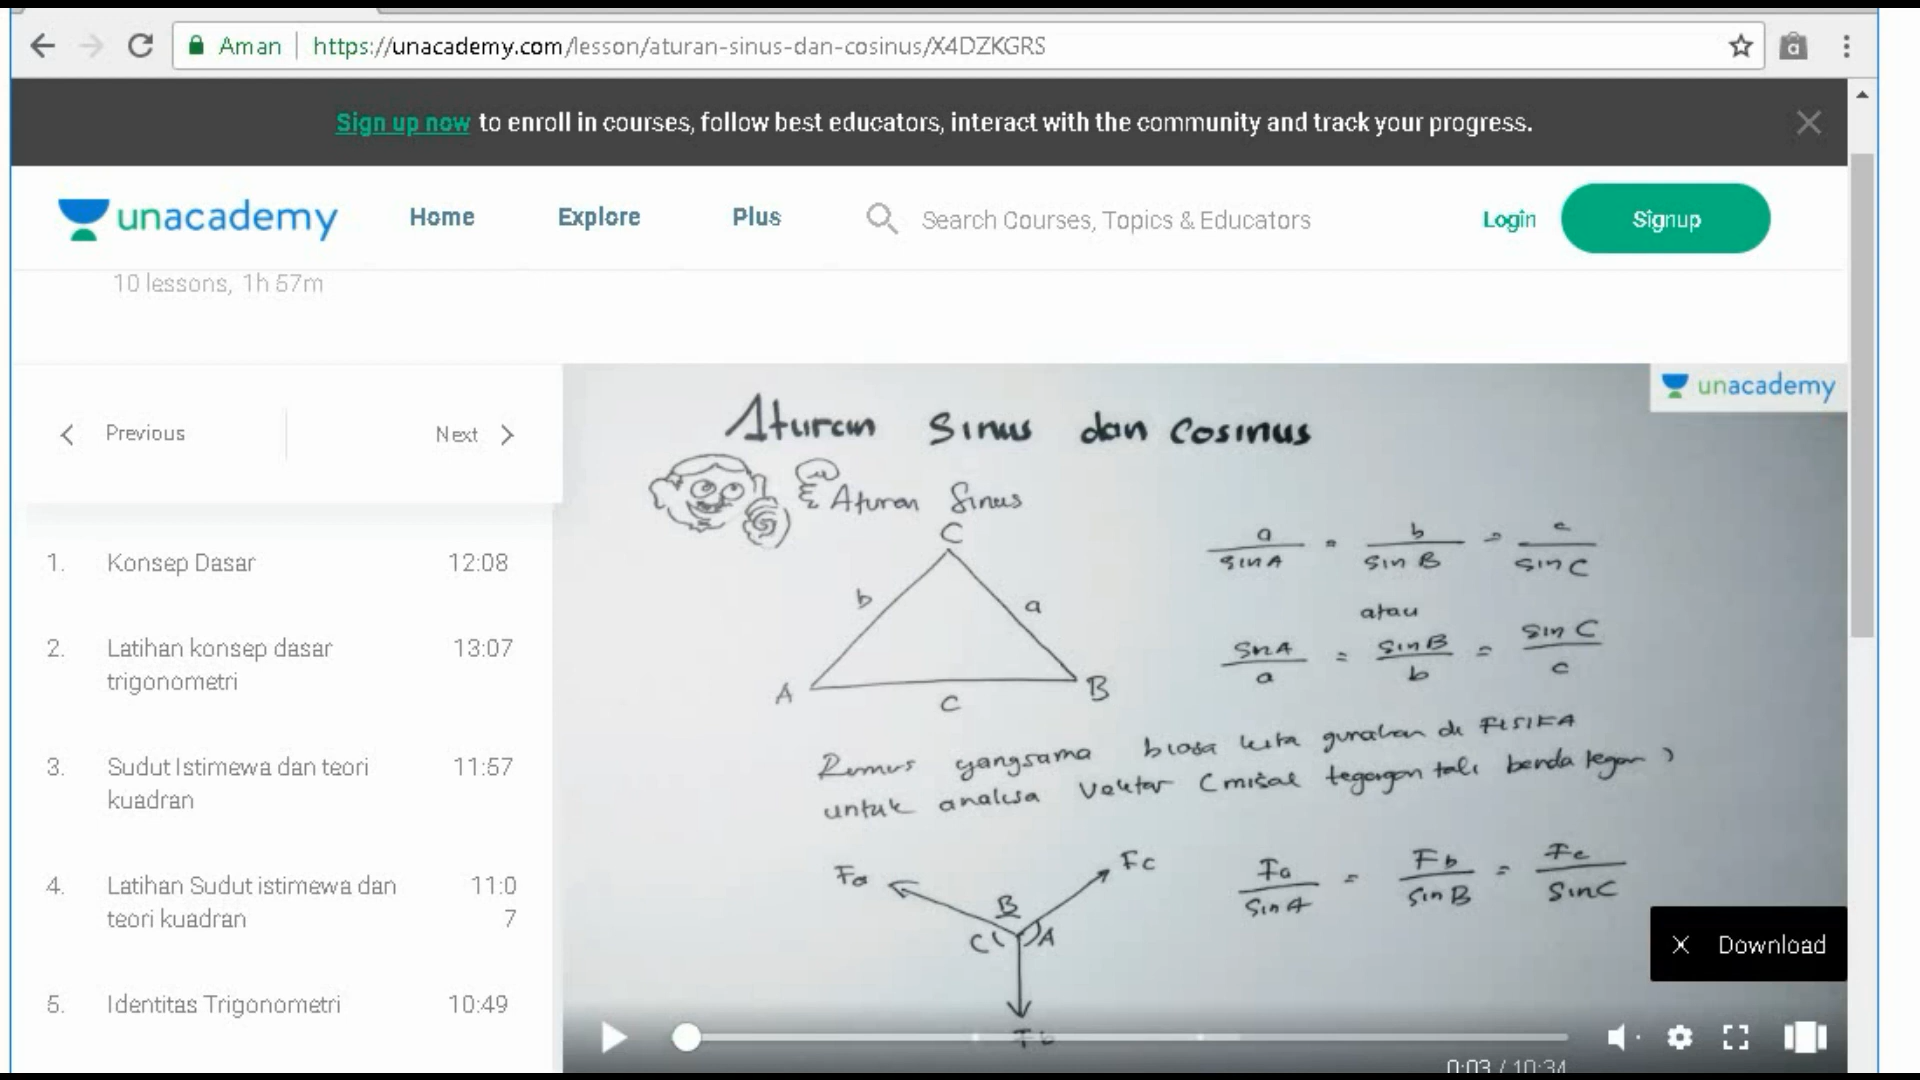 Aman https://unacademy.com/lesson/aturan-sinus-dan-cosinus/X4DZKGRS
Sign up now to enroll in courses, follow best educators, interact with the community and track your progress.
unacademy Home Explore Plus Search Courses, Topics & Educators Login Signup
10 lessons, 1h 57m
Previous Next
1. Konsep Dasar 12:08
2. Latihan konsep dasar trigonometri 13:07
3. Sudut Istimewa dan teori kuadran 11:57
4. Latihan Sudut istimewa dan teori kuadran 11:07
5. Identitas Trigonometri 10:49
unacademy
Aturan Sinus dan Cosinus
Aturan Sinus
C
b a
A B
c
a/sin A = b/sin B = c/sin C
atau
sin A/a = sin B/b = sin C/c
Rumus yang sama biasa kita gunakan di FISIKA
untuk analisa Vektor (misal tegangan tali benda tegar)
Fa Fc
B
C A
Fb
Fa/sin A = Fb/sin B = Fc/sin C
Download
0:03 / 10:34